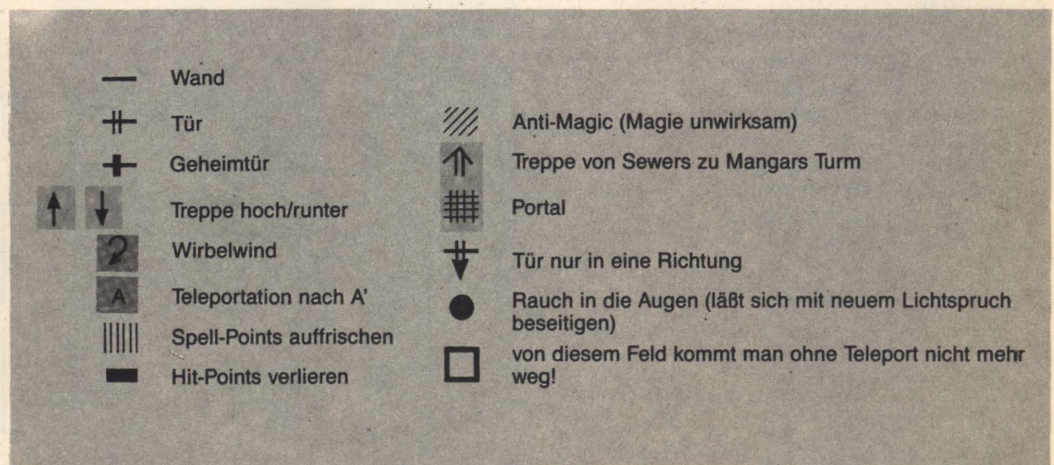 Wand
Tür
Geheimtür
Treppe hoch/runter
Wirbelwind
A Teleportation nach A'
Spell-Points auffrischen
Hit-Points verlieren
Anti-Magic (Magie unwirksam)
Treppe von Sewers zu Mangars Turm
Portal
Tür nur in eine Richtung
Rauch in die Augen (läßt sich mit neuem Lichtspruch
beseitigen)
von diesem Feld kommt man ohne Teleport nicht mehr
weg!